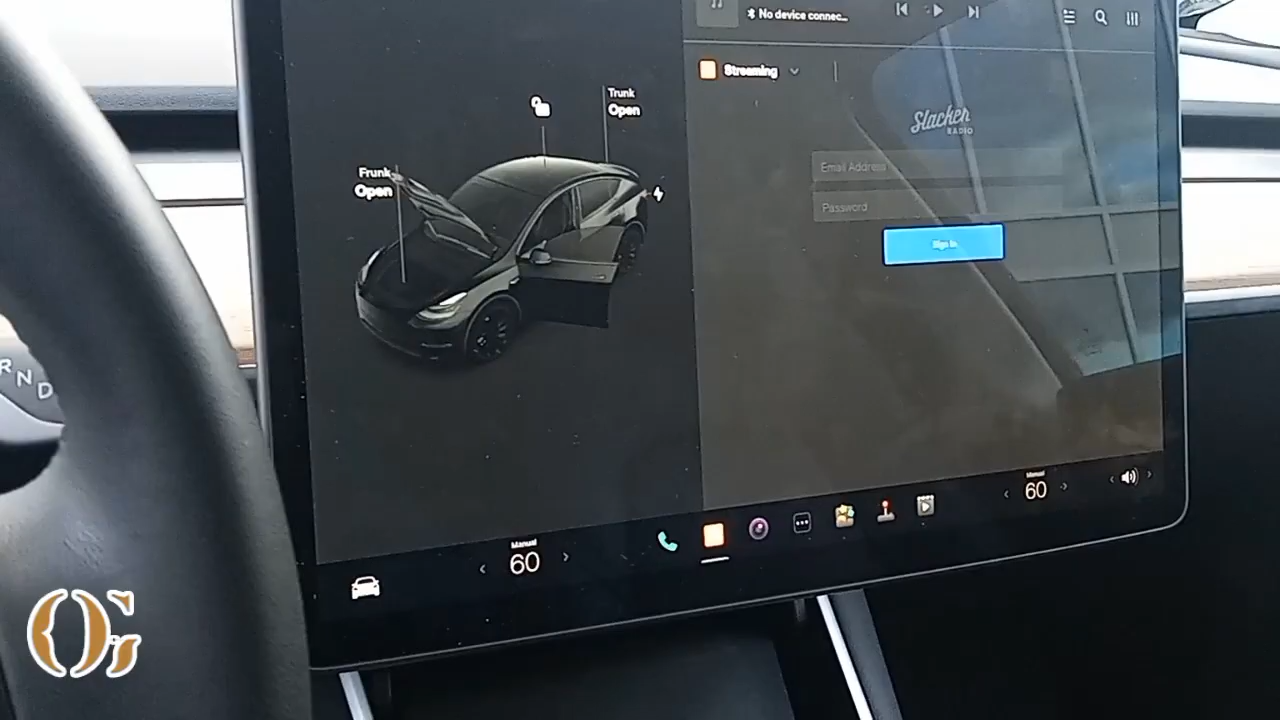 No device connec...
Streaming
Trunk
Open
Frunk
Open
Slacker
RADIO
Email Address
Password
Sign In
R N D
Manual
60
Manual
60
OG